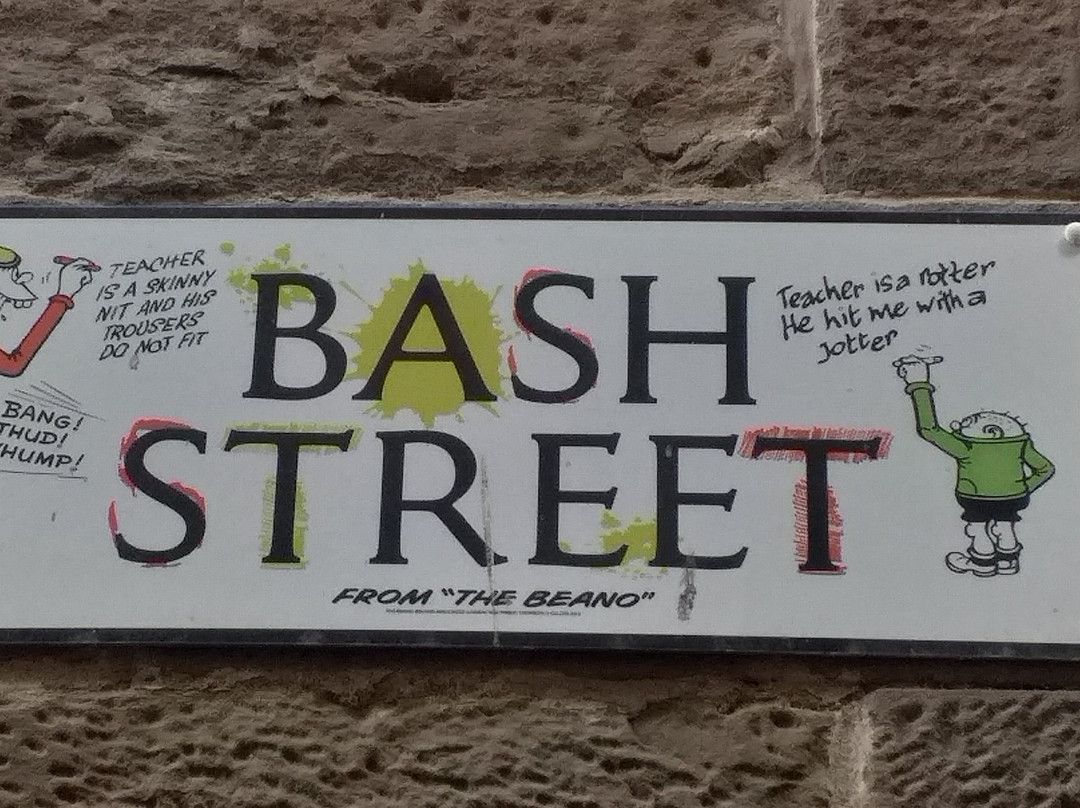 TEACHER
IS A SKINNY
NIT AND HIS
TROUSERS
DO NOT FIT
BANG!
THUD!
HUMP!
BASH
STREET
Teacher is a rotter
He hit me with a
jotter
FROM "THE BEANO"